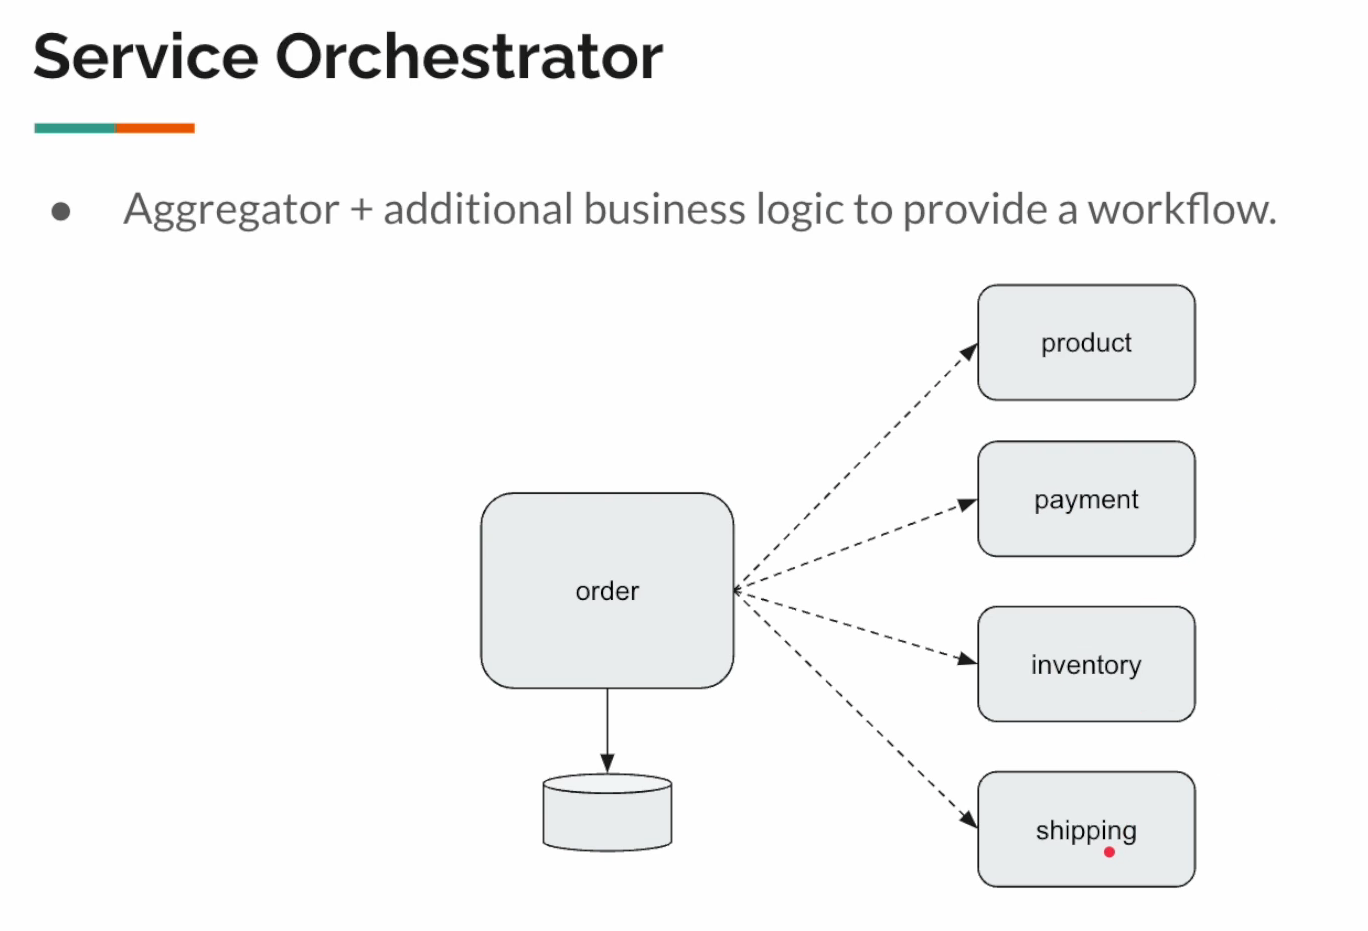 Service Orchestrator
● Aggregator + additional business logic to provide a workflow.
product
payment
order
inventory
shipping